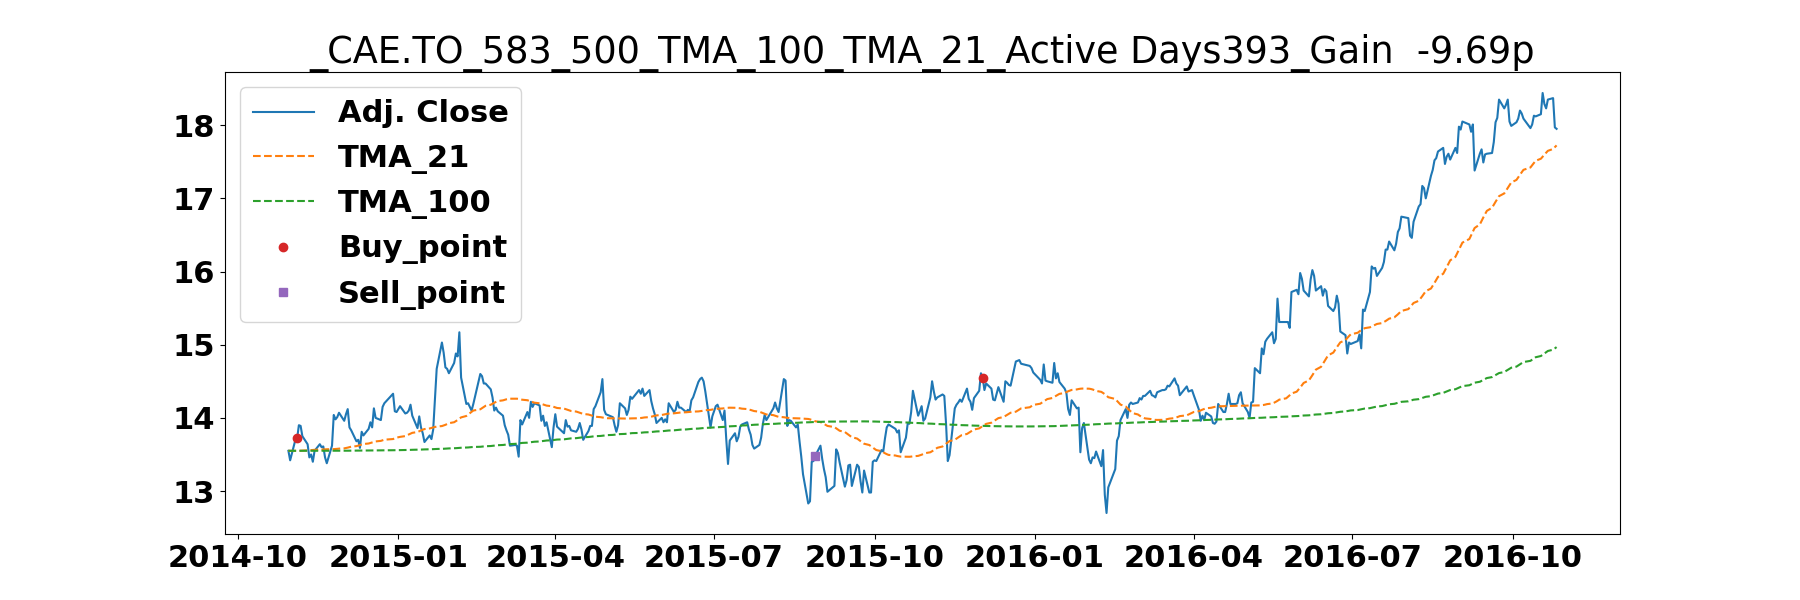 _CAE.TO_583_500_TMA_100_TMA_21_Active Days393_Gain  -9.69p
Adj. Close
TMA_21
TMA_100
Buy_point
Sell_point
18
17
16
15
14
13
2014-10 2015-01 2015-04 2015-07 2015-10 2016-01 2016-04 2016-07 2016-10